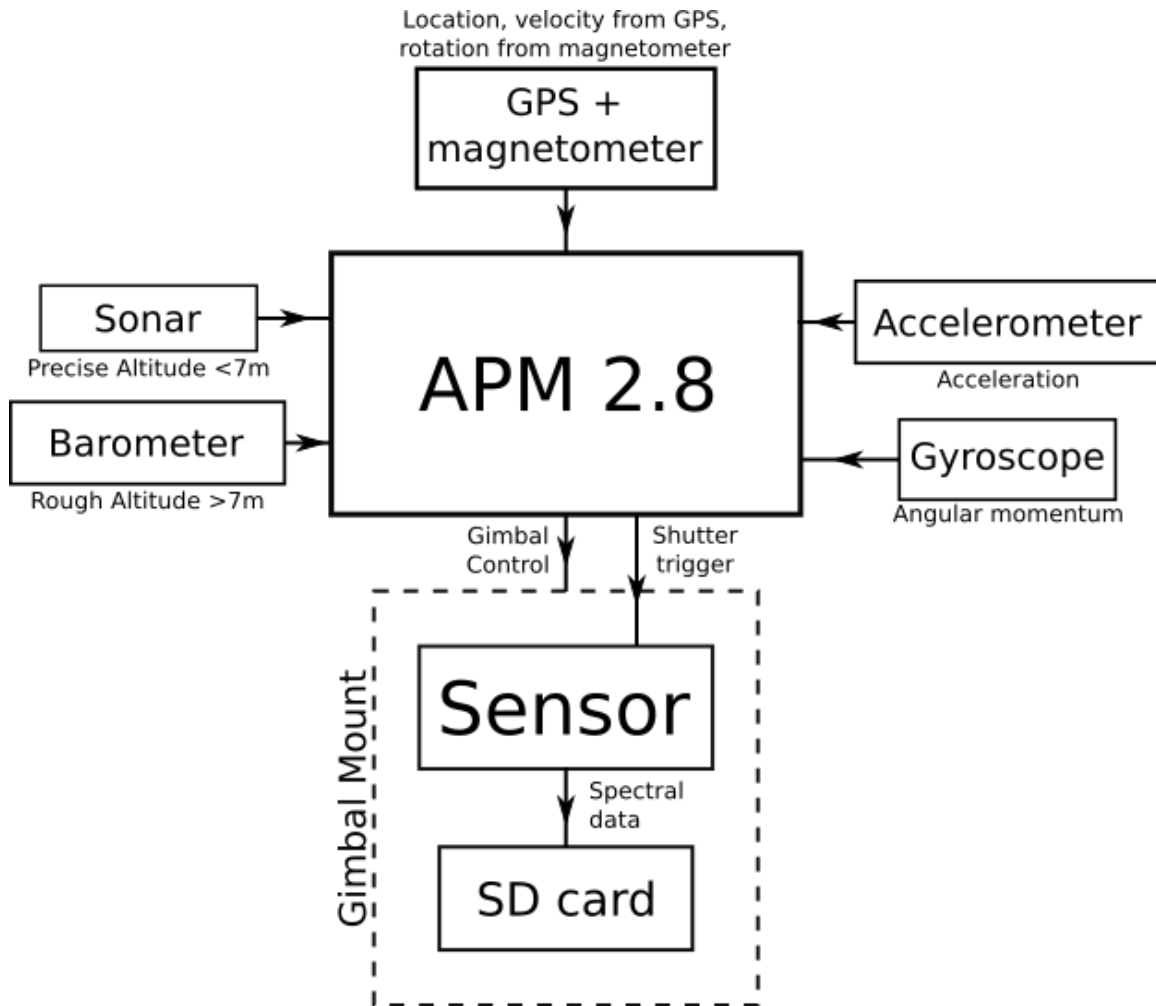 Location, velocity from GPS,
rotation from magnetometer
GPS +
magnetometer
Sonar
Precise Altitude <7m
Barometer
Rough Altitude >7m
APM 2.8
Accelerometer
Acceleration
Gyroscope
Angular momentum
Gimbal
Control
Shutter
trigger
Gimbal Mount
Sensor
Spectral
data
SD card